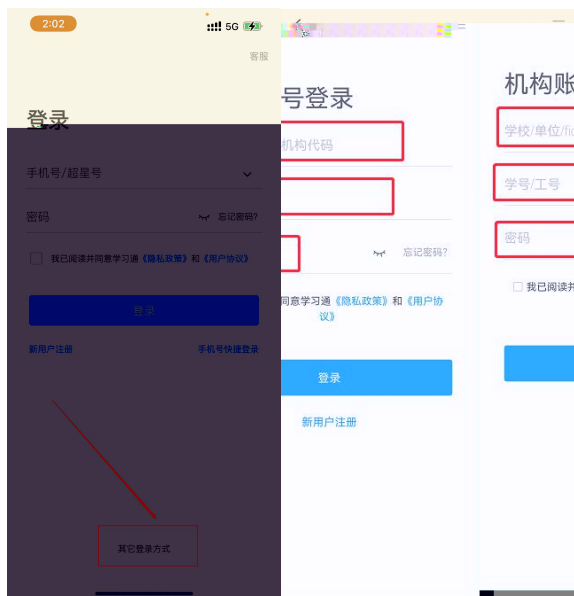 2:02
5G
客服
登录
手机号/超星号
密码
忘记密码?
我已阅读并同意学习通《隐私政策》和《用户协议》
登录
新用户注册
手机号快捷登录
其它登录方式
号登录
机构代码
忘记密码?
同意学习通《隐私政策》和《用户协
议》
登录
新用户注册
机构账
学校/单位/fid
学号/工号
密码
我已阅读并